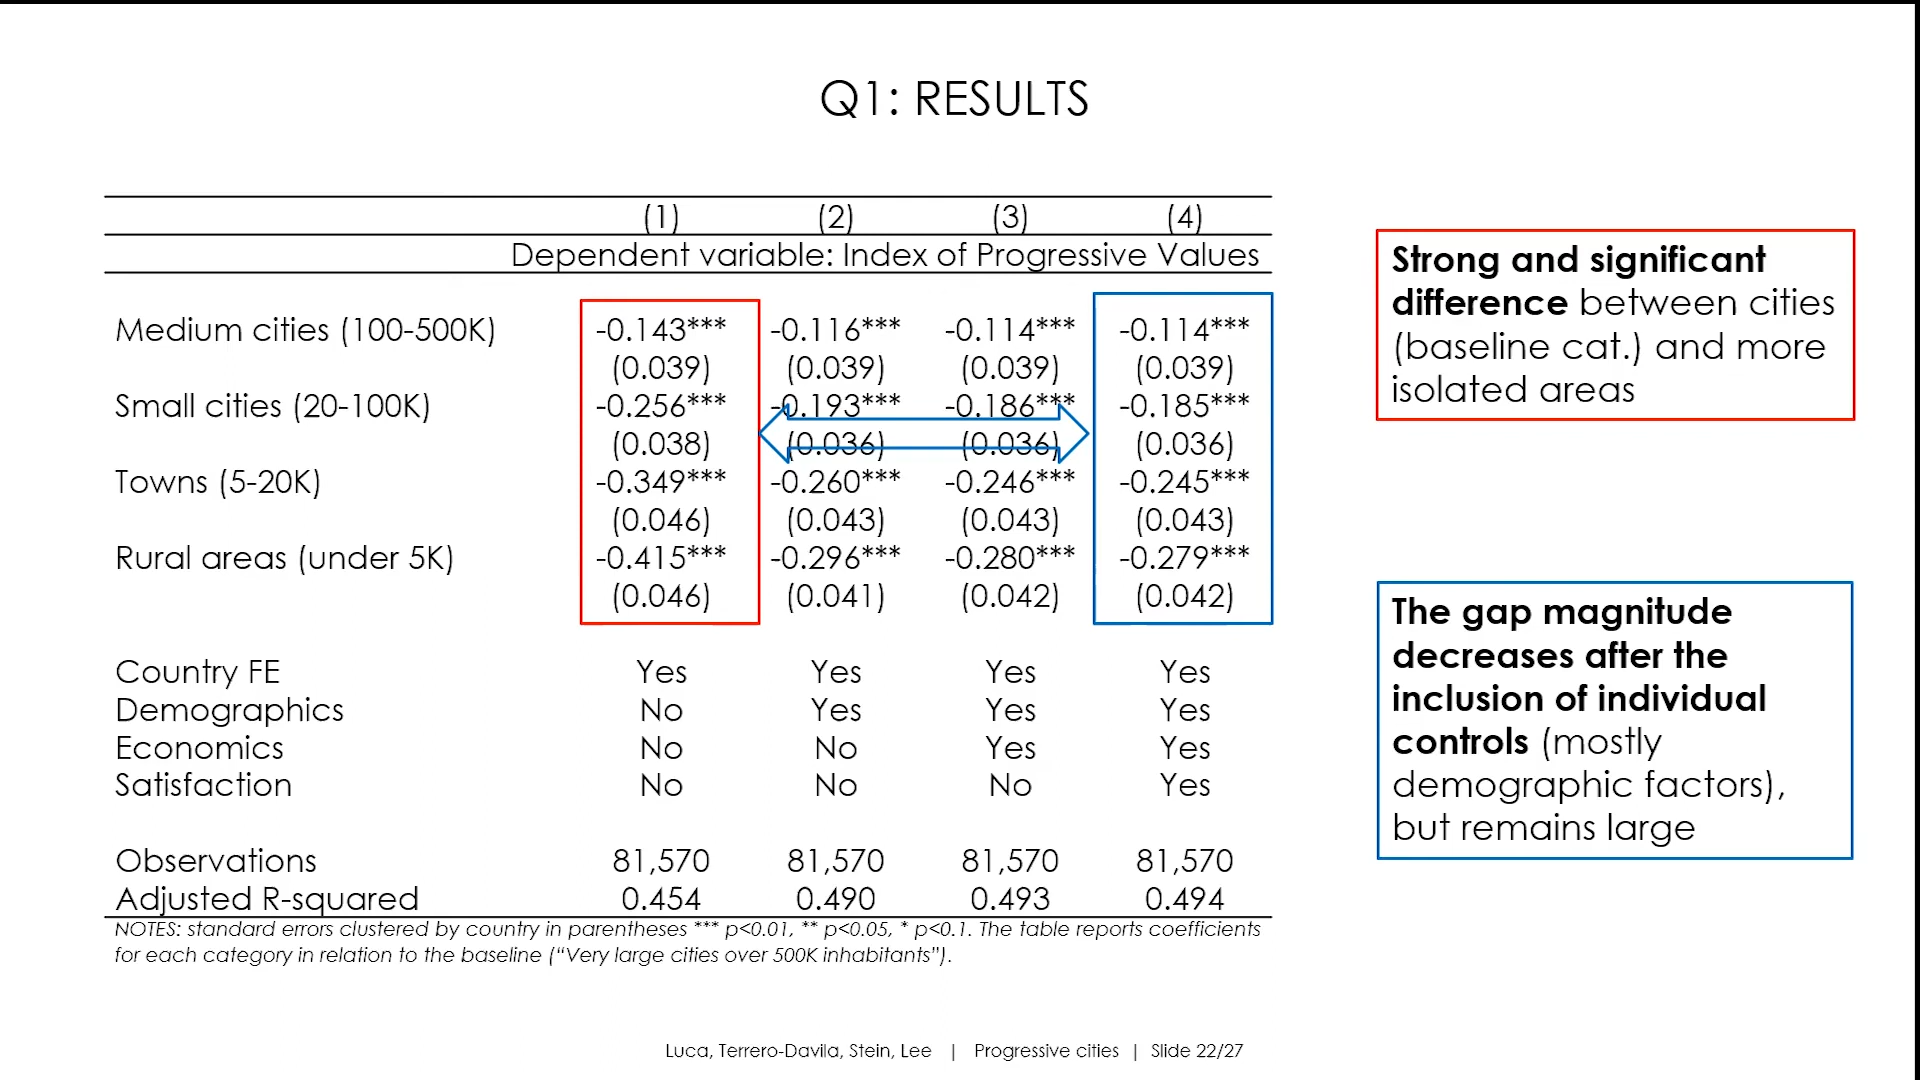 Q1: RESULTS
(1) (2) (3) (4)
Dependent variable: Index of Progressive Values
Medium cities (100-500K) -0.143*** -0.116*** -0.114*** -0.114***
(0.039) (0.039) (0.039) (0.039)
Small cities (20-100K) -0.256*** -0.193*** -0.186*** -0.185***
(0.038) (0.036) (0.036) (0.036)
Towns (5-20K) -0.349*** -0.260*** -0.246*** -0.245***
(0.046) (0.043) (0.043) (0.043)
Rural areas (under 5K) -0.415*** -0.296*** -0.280*** -0.279***
(0.046) (0.041) (0.042) (0.042)
Country FE Yes Yes Yes Yes
Demographics No Yes Yes Yes
Economics No No Yes Yes
Satisfaction No No No Yes
Observations 81,570 81,570 81,570 81,570
Adjusted R-squared 0.454 0.490 0.493 0.494
NOTES: standard errors clustered by country in parentheses *** p<0.01, ** p<0.05, * p<0.1. The table reports coefficients
for each category in relation to the baseline (“Very large cities over 500K inhabitants”).
Strong and significant
difference between cities
(baseline cat.) and more
isolated areas
The gap magnitude
decreases after the
inclusion of individual
controls (mostly
demographic factors),
but remains large
Luca, Terrero-Davila, Stein, Lee | Progressive cities | Slide 22/27